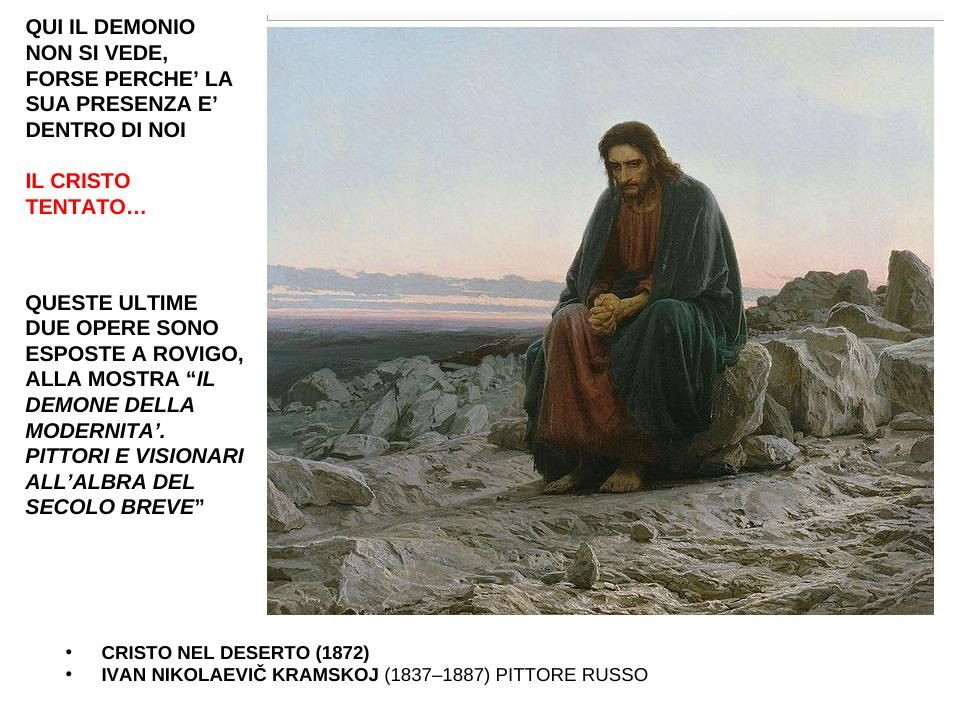 QUI IL DEMONIO
NON SI VEDE,
FORSE PERCHE’ LA
SUA PRESENZA E’
DENTRO DI NOI
IL CRISTO
TENTATO…
QUESTE ULTIME
DUE OPERE SONO
ESPOSTE A ROVIGO,
ALLA MOSTRA “IL
DEMONE DELLA
MODERNITA’.
PITTORI E VISIONARI
ALL’ALBRA DEL
SECOLO BREVE”
• CRISTO NEL DESERTO (1872)
• IVAN NIKOLAEVIČ KRAMSKOJ (1837–1887) PITTORE RUSSO